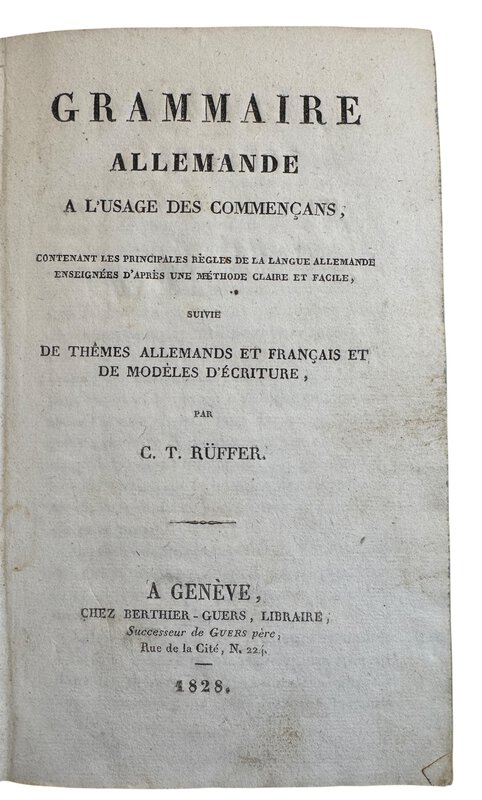 GRAMMAIRE
ALLEMANDE
A L'USAGE DES COMMENÇANS,
CONTENANT LES PRINCIPALES RÈGLES DE LA LANGUE ALLEMANDE
ENSEIGNÉES D'APRÈS UNE MÉTHODE CLAIRE ET FACILE,
SUIVIE
DE THÊMES ALLEMANDS ET FRANÇAIS ET
DE MODÈLES D'ÉCRITURE,
PAR
C. T. RÜFFER.
A GENÈVE,
CHEZ BERTHIER-GUERS, LIBRAIRE,
Successeur de GUERS père,
Rue de la Cité, N. 224.
1828.